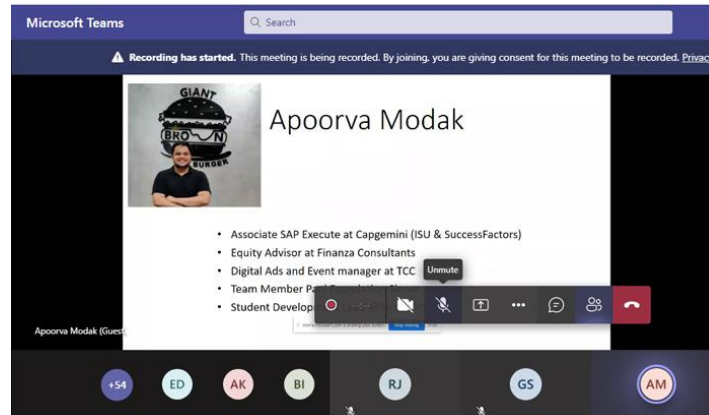 Microsoft Teams
Search
Recording has started. This meeting is being recorded. By joining, you are giving consent for this meeting to be recorded. Privac
GIANT
BRO N
BURGER
Apoorva Modak
• Associate SAP Execute at Capgemini (ISU & SuccessFactors)
• Equity Advisor at Finanza Consultants
• Digital Ads and Event manager at TCC
Unmute
• Team Member
• Student Develop
Apoorva Modak (Guest
+54
ED
AK
BI
RJ
GS
AM